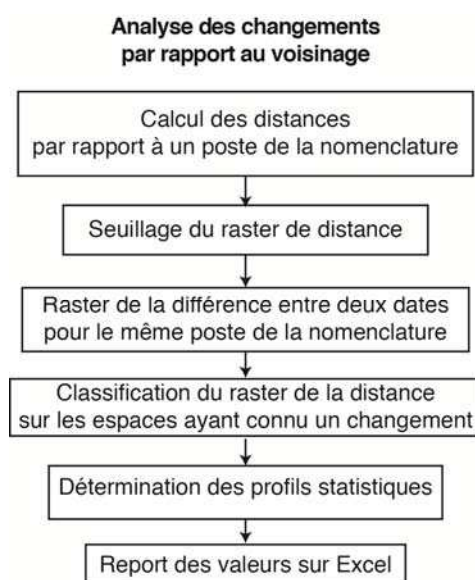 Analyse des changements
par rapport au voisinage
Calcul des distances
par rapport à un poste de la nomenclature
Seuillage du raster de distance
Raster de la différence entre deux dates
pour le même poste de la nomenclature
Classification du raster de la distance
sur les espaces ayant connu un changement
Détermination des profils statistiques
Report des valeurs sur Excel